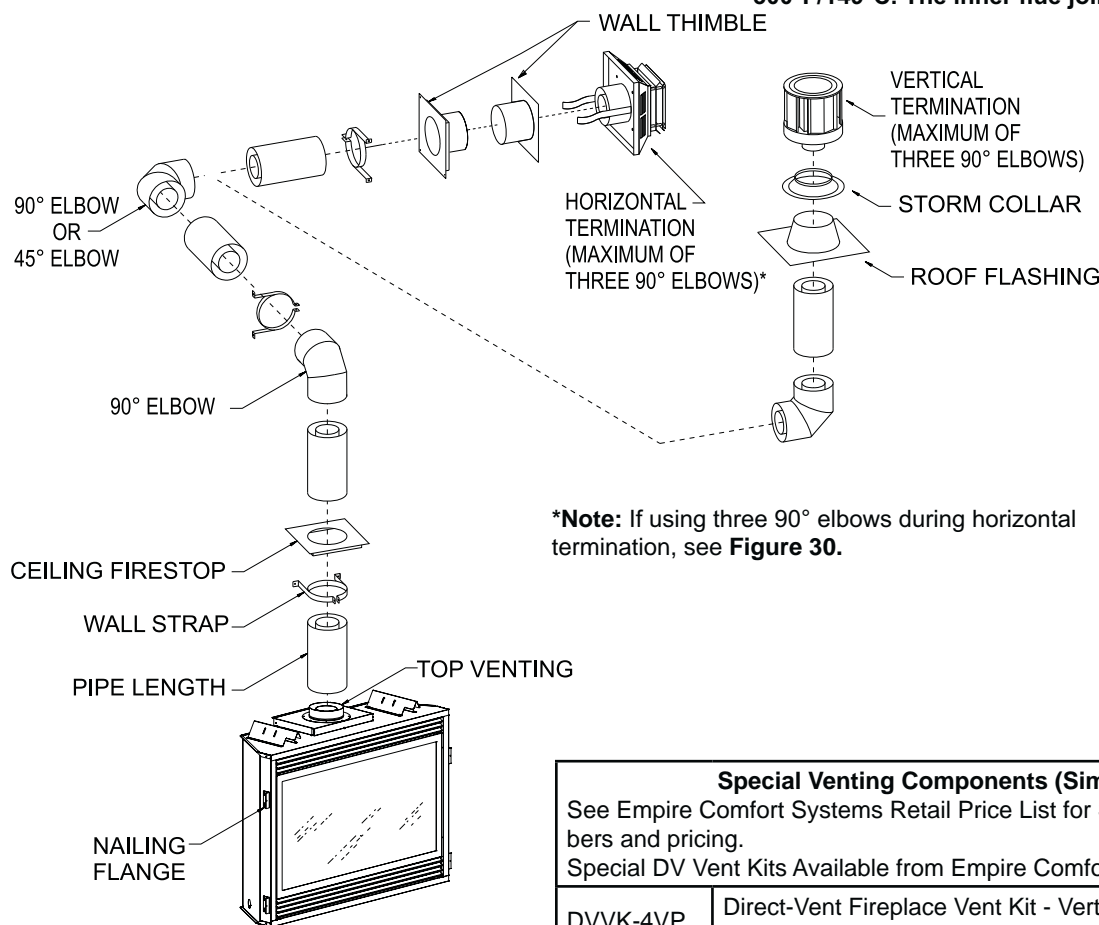 WALL THIMBLE
VERTICAL
TERMINATION
(MAXIMUM OF
THREE 90° ELBOWS)
HORIZONTAL
TERMINATION
(MAXIMUM OF
THREE 90° ELBOWS)*
STORM COLLAR
ROOF FLASHING
90° ELBOW
OR
45° ELBOW
90° ELBOW
*Note: If using three 90° elbows during horizontal
termination, see Figure 30.
CEILING FIRESTOP
WALL STRAP
PIPE LENGTH
TOP VENTING
NAILING
FLANGE
Special Venting Components (Sim
See Empire Comfort Systems Retail Price List for
bers and pricing.
Special DV Vent Kits Available from Empire Comfo
DVVK-4VP
Direct-Vent Fireplace Vent Kit - Vert